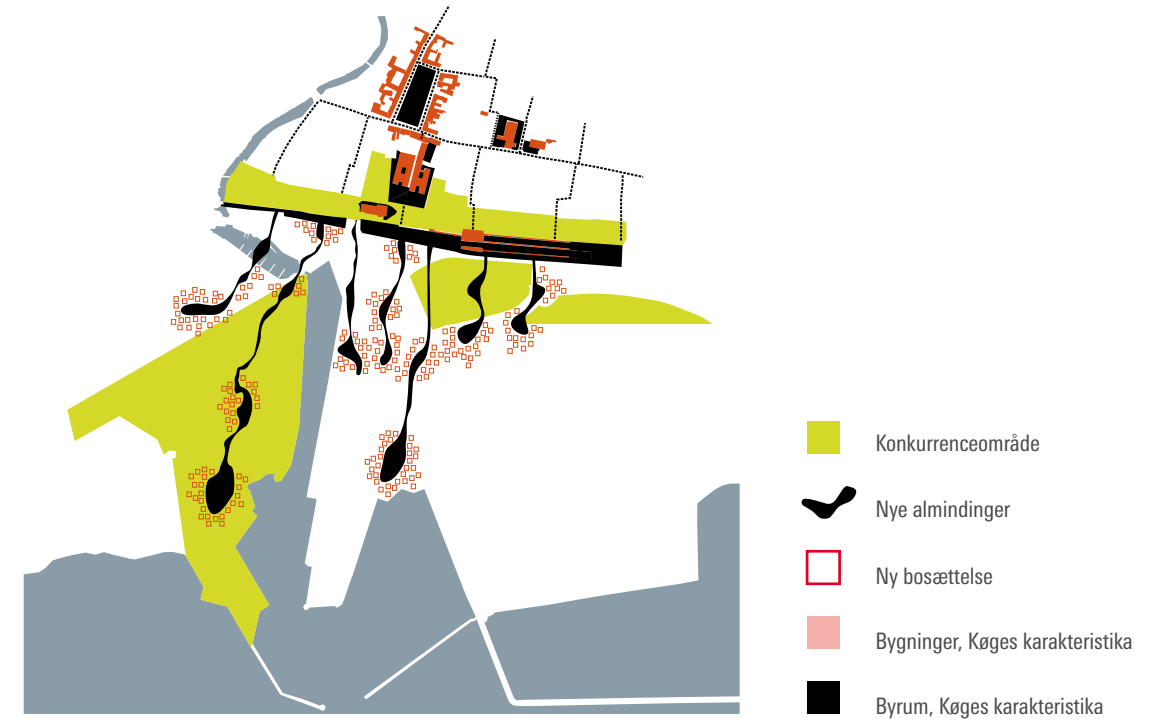 Konkurrenceområde
Nye almindinger
Ny bosættelse
Bygninger, Køges karakteristika
Byrum, Køges karakteristika